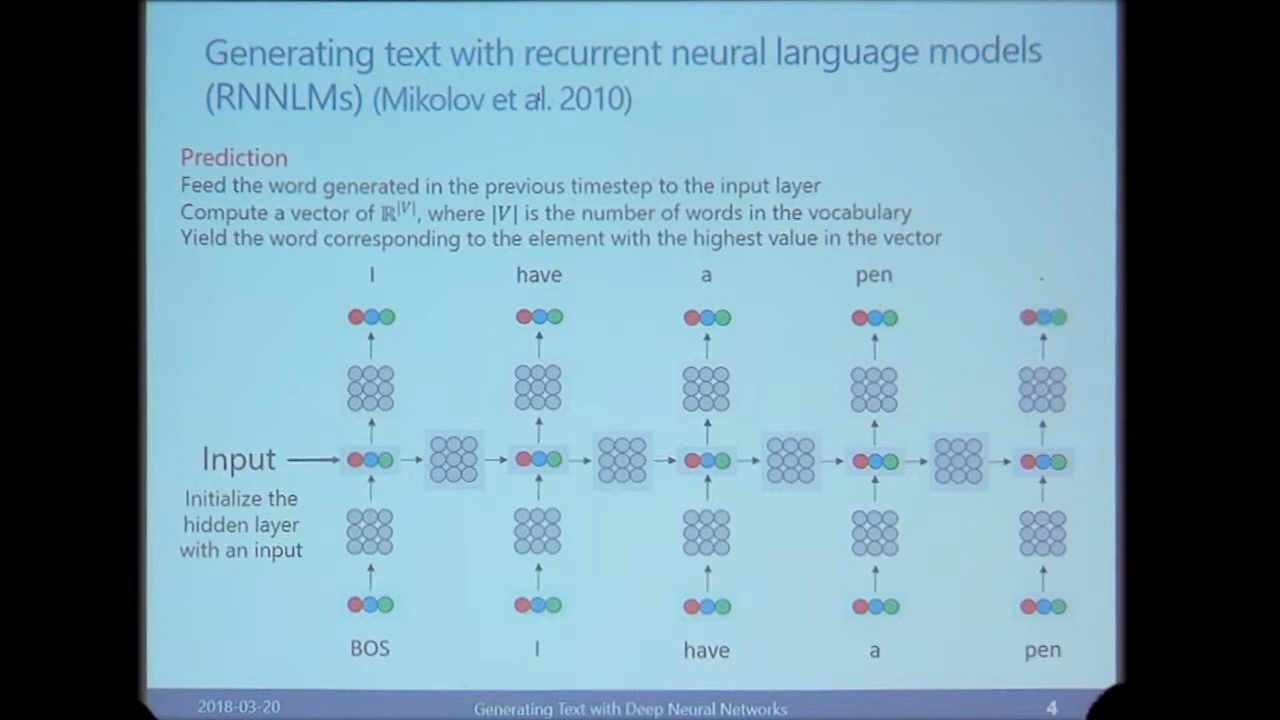 Generating text with recurrent neural language models
(RNNLMs) (Mikolov et al. 2010)
Prediction
Feed the word generated in the previous timestep to the input layer
Compute a vector of ℝ^|V|, where |V| is the number of words in the vocabulary
Yield the word corresponding to the element with the highest value in the vector
I have a pen .
Input
Initialize the
hidden layer
with an input
BOS I have a pen
2018-03-20 Generating Text with Deep Neural Networks 4